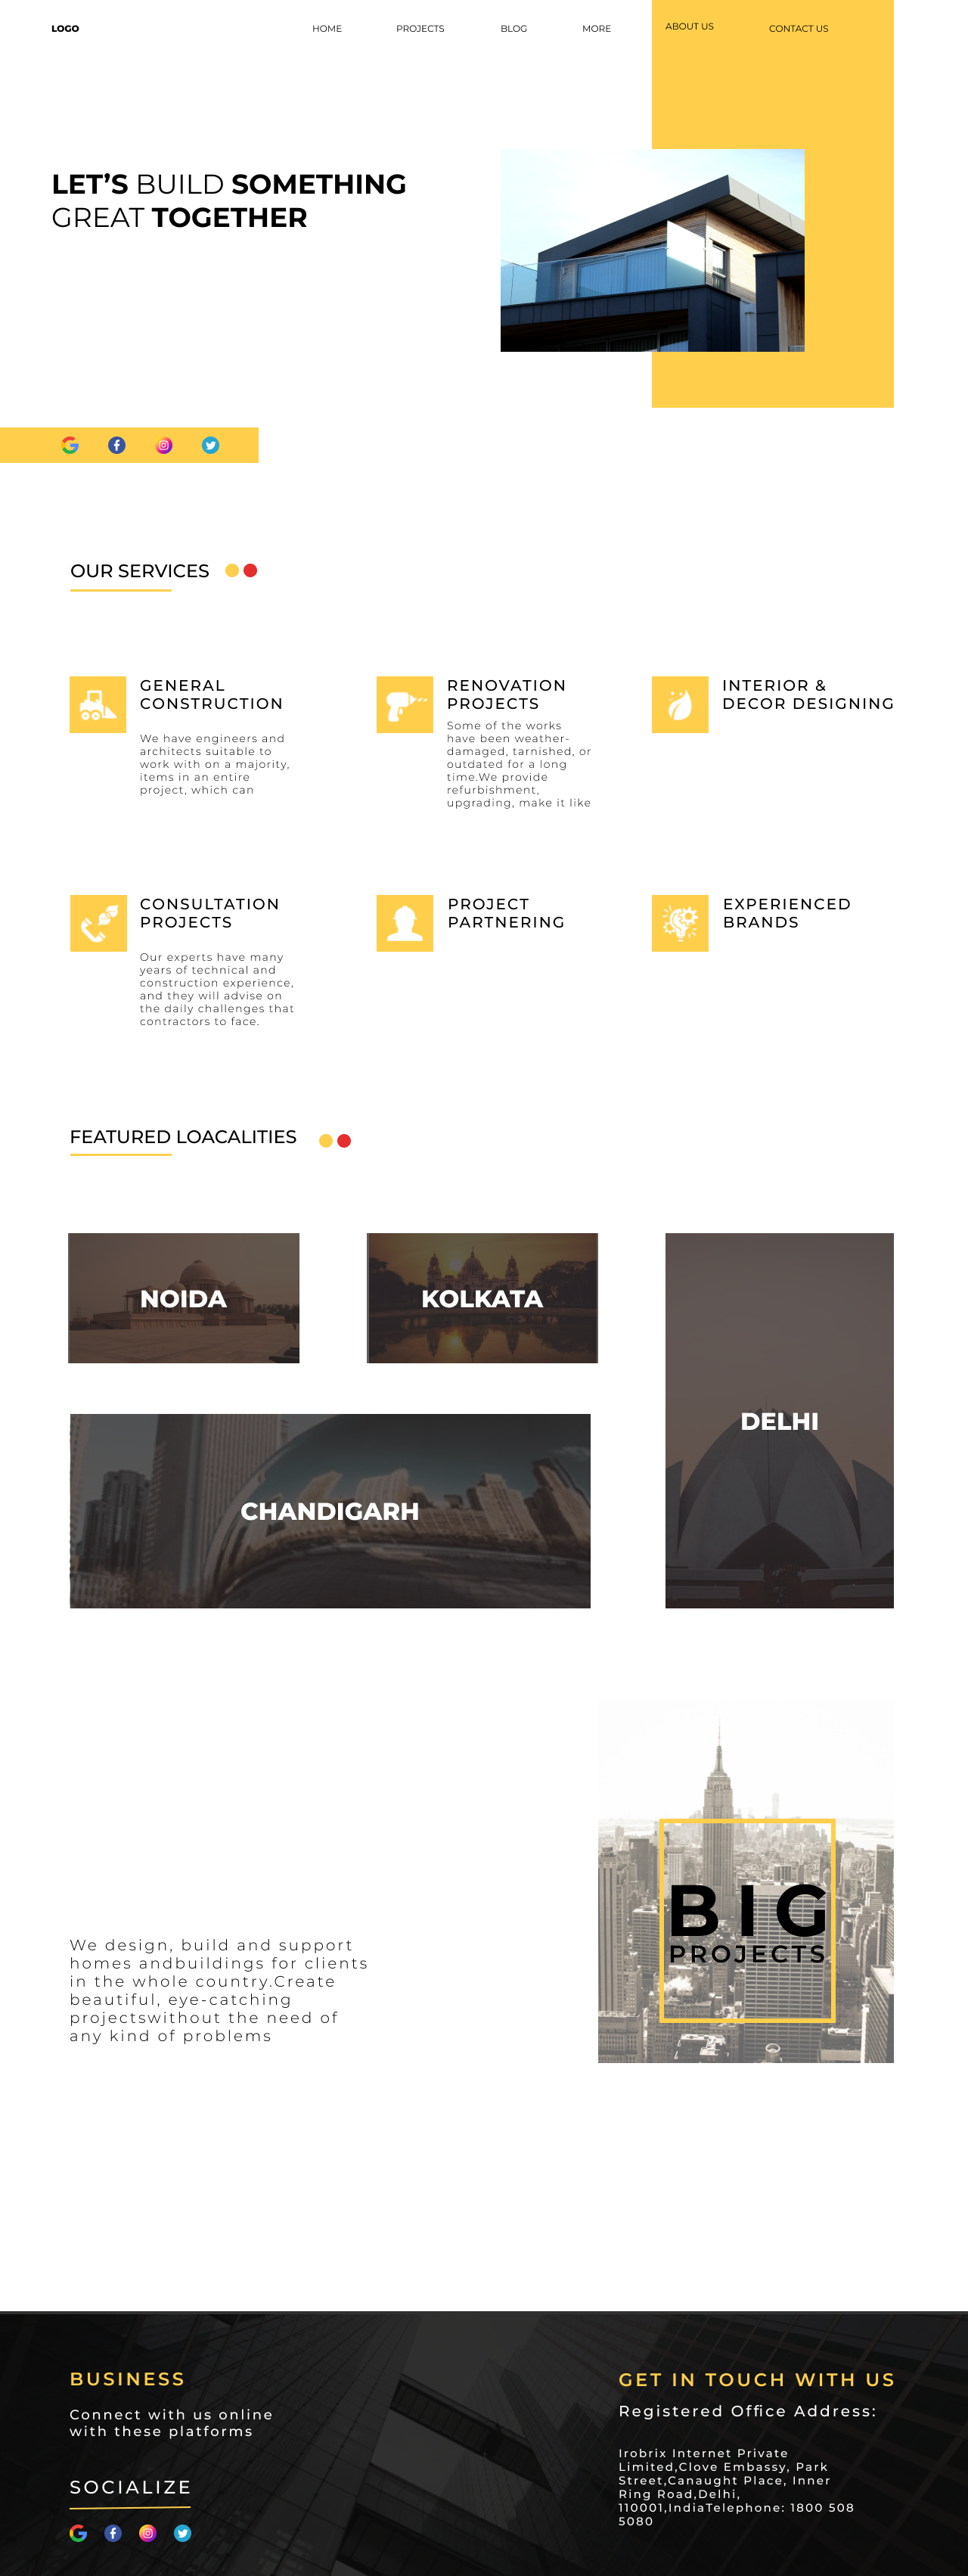 LOGO
HOME
PROJECTS
BLOG
MORE
ABOUT US
CONTACT US
LET’S BUILD SOMETHING
GREAT TOGETHER
OUR SERVICES
GENERAL
CONSTRUCTION
We have engineers and
architects suitable to
work with on a majority,
items in an entire
project, which can
RENOVATION
PROJECTS
Some of the works
have been weather-
damaged, tarnished, or
outdated for a long
time.We provide
refurbishment,
upgrading, make it like
INTERIOR &
DECOR DESIGNING
CONSULTATION
PROJECTS
Our experts have many
years of technical and
construction experience,
and they will advise on
the daily challenges that
contractors to face.
PROJECT
PARTNERING
EXPERIENCED
BRANDS
FEATURED LOACALITIES
NOIDA
KOLKATA
DELHI
CHANDIGARH
We design, build and support
homes andbuildings for clients
in the whole country.Create
beautiful, eye-catching
projectswithout the need of
any kind of problems
BIG
PROJECTS
BUSINESS
Connect with us online
with these platforms
SOCIALIZE
GET IN TOUCH WITH US
Registered Office Address:
Irobrix Internet Private
Limited,Clove Embassy, Park
Street,Canaught Place, Inner
Ring Road,Delhi,
110001,IndiaTelephone: 1800 508
5080